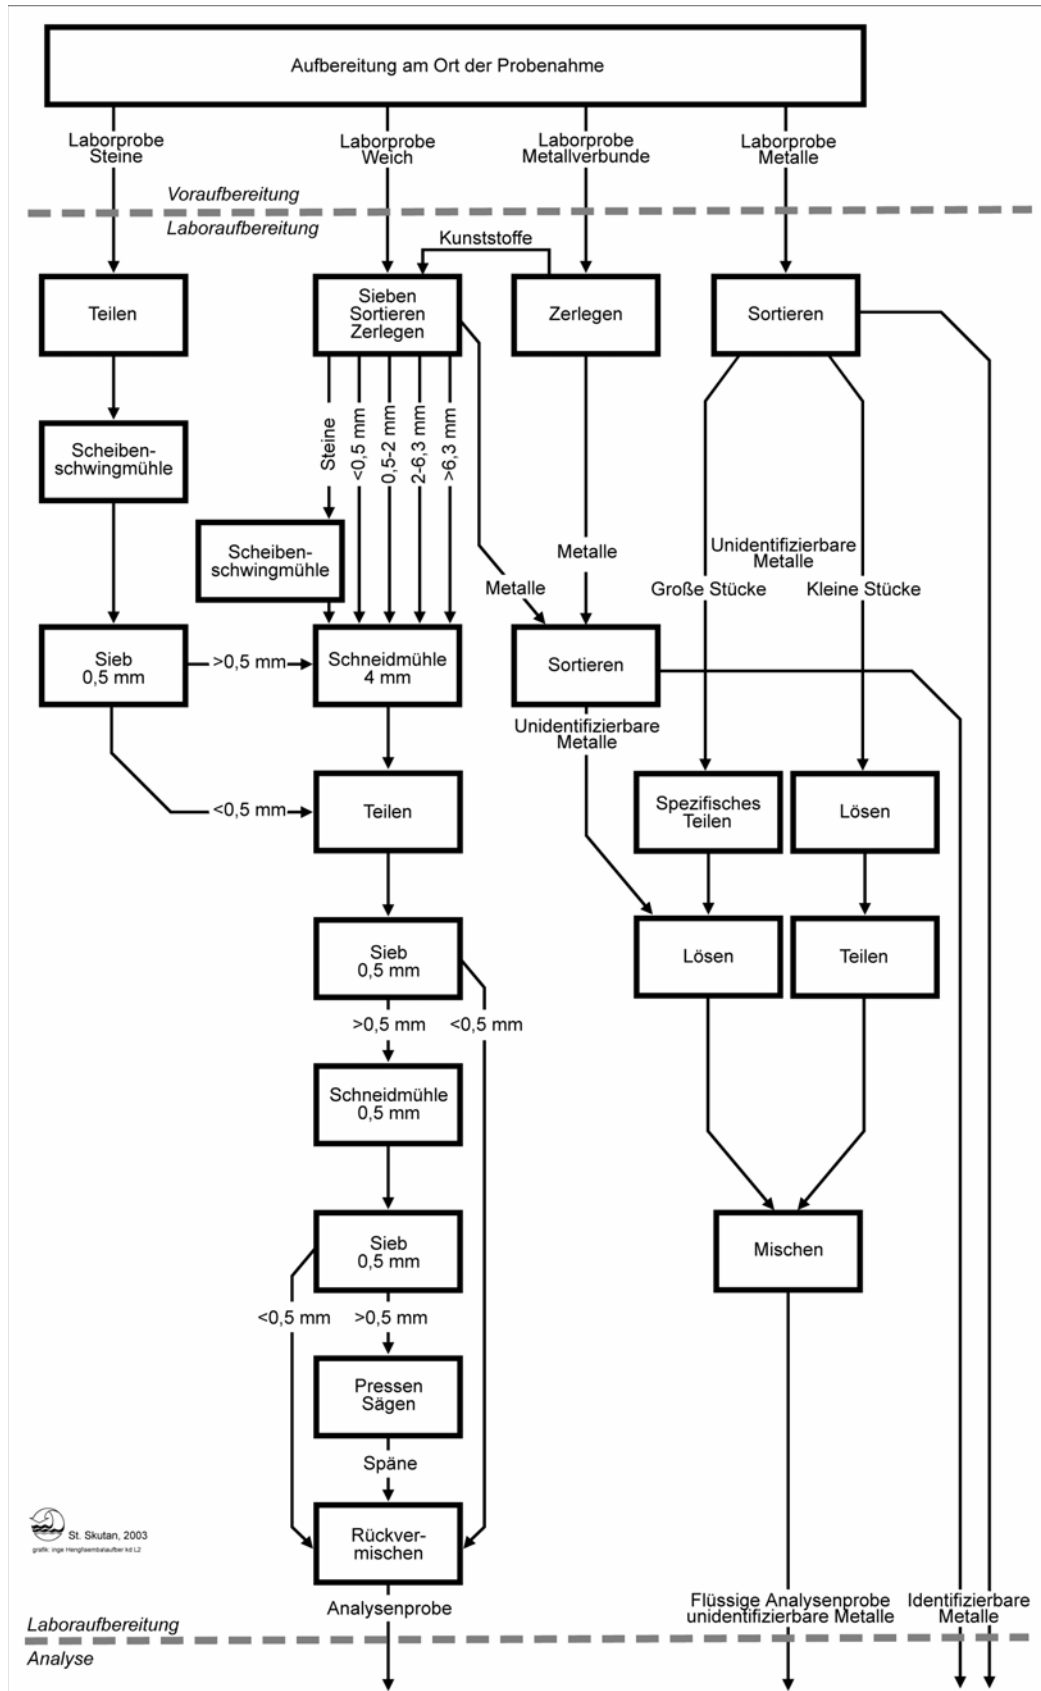 Aufbereitung am Ort der Probenahme
Laborprobe
Steine
Laborprobe
Weich
Laborprobe
Metallverbunde
Laborprobe
Metalle
Voraufbereitung
Laboraufbereitung
Kunststoffe
Teilen
Sieben
Sortieren
Zerlegen
Zerlegen
Sortieren
Steine
<0,5 mm
0,5-2 mm
2-6,3 mm
>6,3 mm
Scheiben-
schwingmühle
Scheiben-
schwingmühle
Metalle
Metalle
Unidentifizierbare
Metalle
Große Stücke
Kleine Stücke
Sieb
0,5 mm
>0,5 mm
Schneidmühle
4 mm
Sortieren
Unidentifizierbare
Metalle
<0,5 mm
Teilen
Spezifisches
Teilen
Lösen
Sieb
0,5 mm
Lösen
Teilen
>0,5 mm
<0,5 mm
Schneidmühle
0,5 mm
Sieb
0,5 mm
Mischen
<0,5 mm
>0,5 mm
Pressen
Sägen
Späne
Rückver-
mischen
St. Skutan, 2003
grafik: inge
Analysenprobe
Flüssige Analysenprobe
unidentifizierbare Metalle
Identifizierbare
Metalle
Laboraufbereitung
Analyse